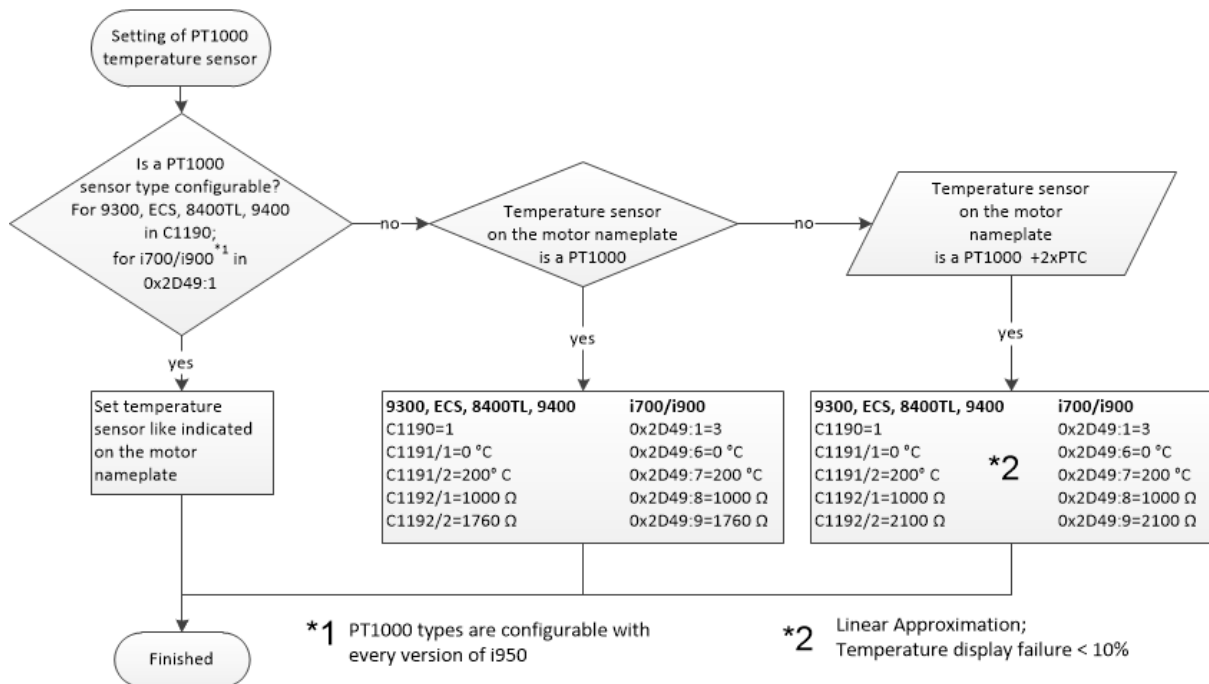 Setting of PT1000
temperature sensor
Is a PT1000
sensor type configurable?
For 9300, ECS, 8400TL, 9400
in C1190;
for i700/i900*1 in
0x2D49:1
no
Temperature sensor
on the motor nameplate
is a PT1000
no
Temperature sensor
on the motor
nameplate
is a PT1000 +2xPTC
yes
yes
yes
Set temperature
sensor like indicated
on the motor
nameplate
9300, ECS, 8400TL, 9400 i700/i900
C1190=1 0x2D49:1=3
C1191/1=0 °C 0x2D49:6=0 °C
C1191/2=200° C 0x2D49:7=200 °C
C1192/1=1000 Ω 0x2D49:8=1000 Ω
C1192/2=1760 Ω 0x2D49:9=1760 Ω
9300, ECS, 8400TL, 9400 i700/i900
C1190=1 0x2D49:1=3
C1191/1=0 °C 0x2D49:6=0 °C
C1191/2=200° C *2 0x2D49:7=200 °C
C1192/1=1000 Ω 0x2D49:8=1000 Ω
C1192/2=2100 Ω 0x2D49:9=2100 Ω
Finished
*1 PT1000 types are configurable with
every version of i950
*2 Linear Approximation;
Temperature display failure < 10%